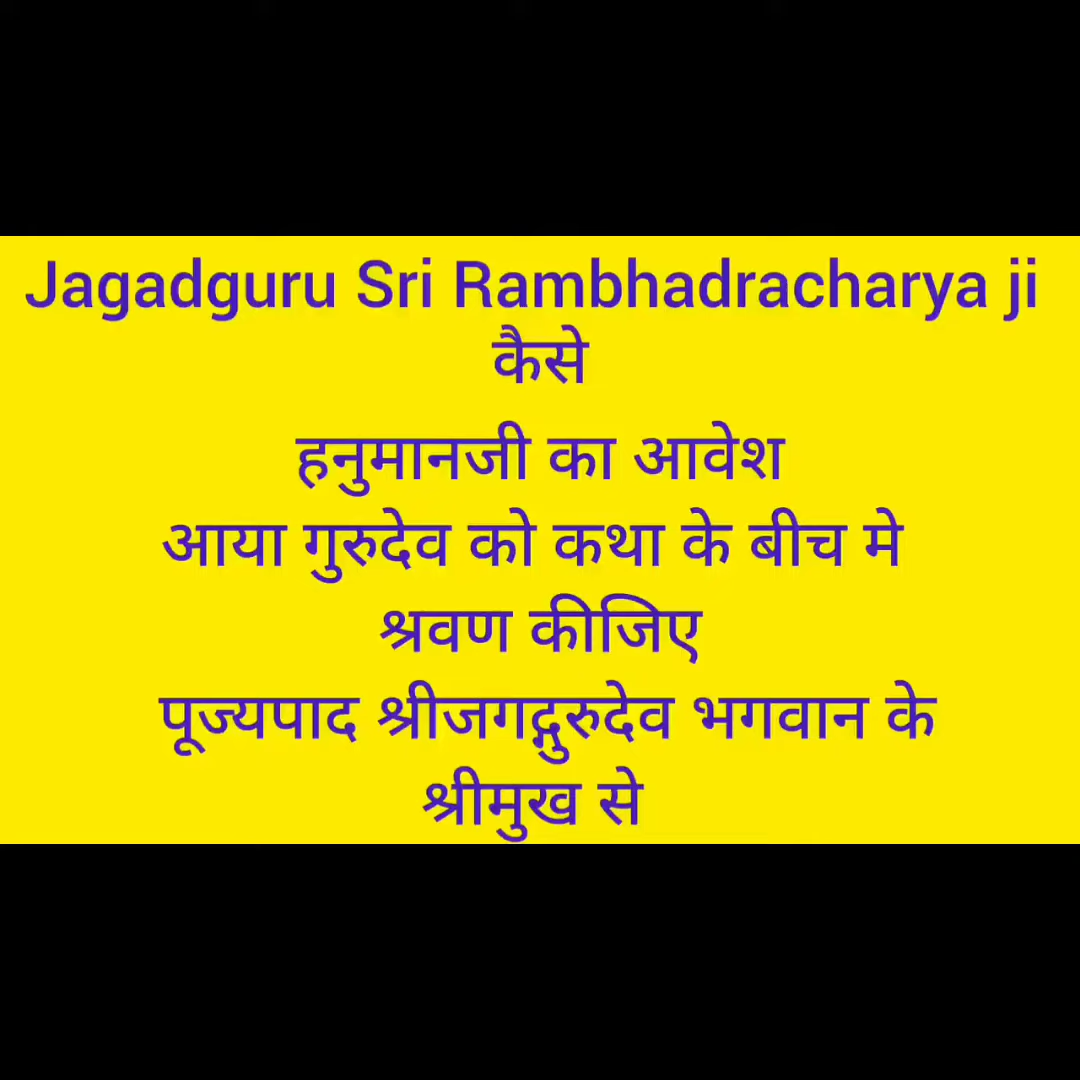 Jagadguru Sri Rambhadracharya ji
कैसे
हनुमानजी का आवेश
आया गुरुदेव को कथा के बीच मे
श्रवण कीजिए
पूज्यपाद श्रीजगद्गुरुदेव भगवान के
श्रीमुख से